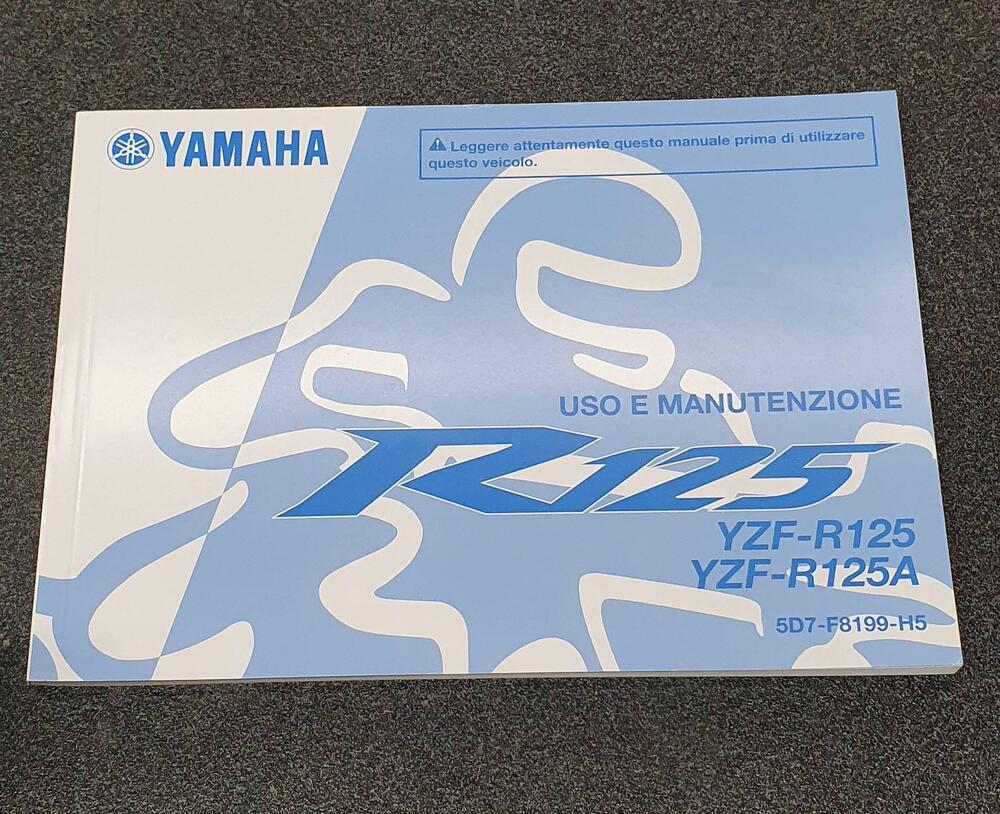 YAMAHA
⚠ Leggere attentamente questo manuale prima di utilizzare
questo veicolo.
USO E MANUTENZIONE
R125
YZF-R125
YZF-R125A
5D7-F8199-H5